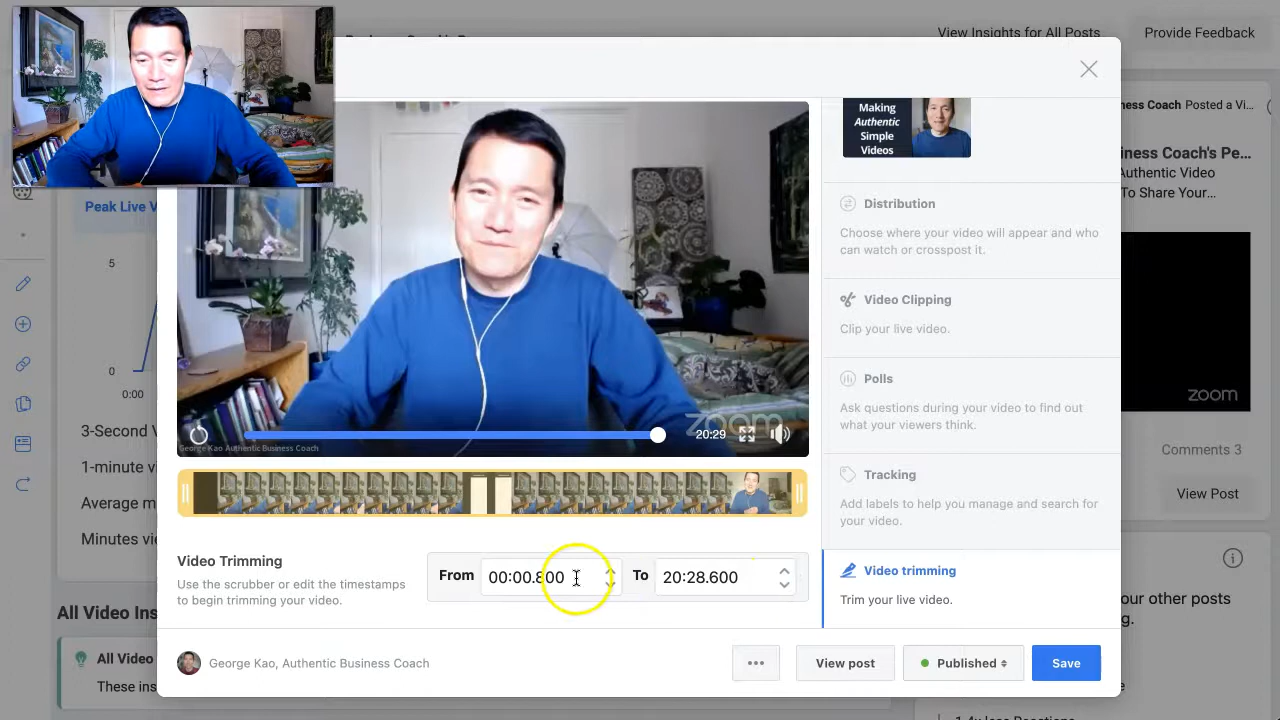 View Insights for All Posts
Provide Feedback
ness Coach Posted a Vi...
Making
Authentic
Simple
Videos
ness Coach's Pe...
Authentic Video
To Share Your...
Peak Live V
Distribution
Choose where your video will appear and who
can watch or crosspost it.
5
Video Clipping
Clip your live video.
0
0:00
Polls
Ask questions during your video to find out
what your viewers think.
zoom
zoom
20:29
George Kao Authentic Business Coach
3-Second V
1-minute vi
Average m
Minutes vie
Comments 3
Tracking
Add labels to help you manage and search for
your video.
View Post
Video Trimming
Use the scrubber or edit the timestamps
to begin trimming your video.
From
00:00.800
To
20:28.600
Video trimming
Trim your live video.
our other posts
g.
All Video Ins
All Video
These ins
George Kao, Authentic Business Coach
•••
View post
Published
Save
e
1.4x less Reactions